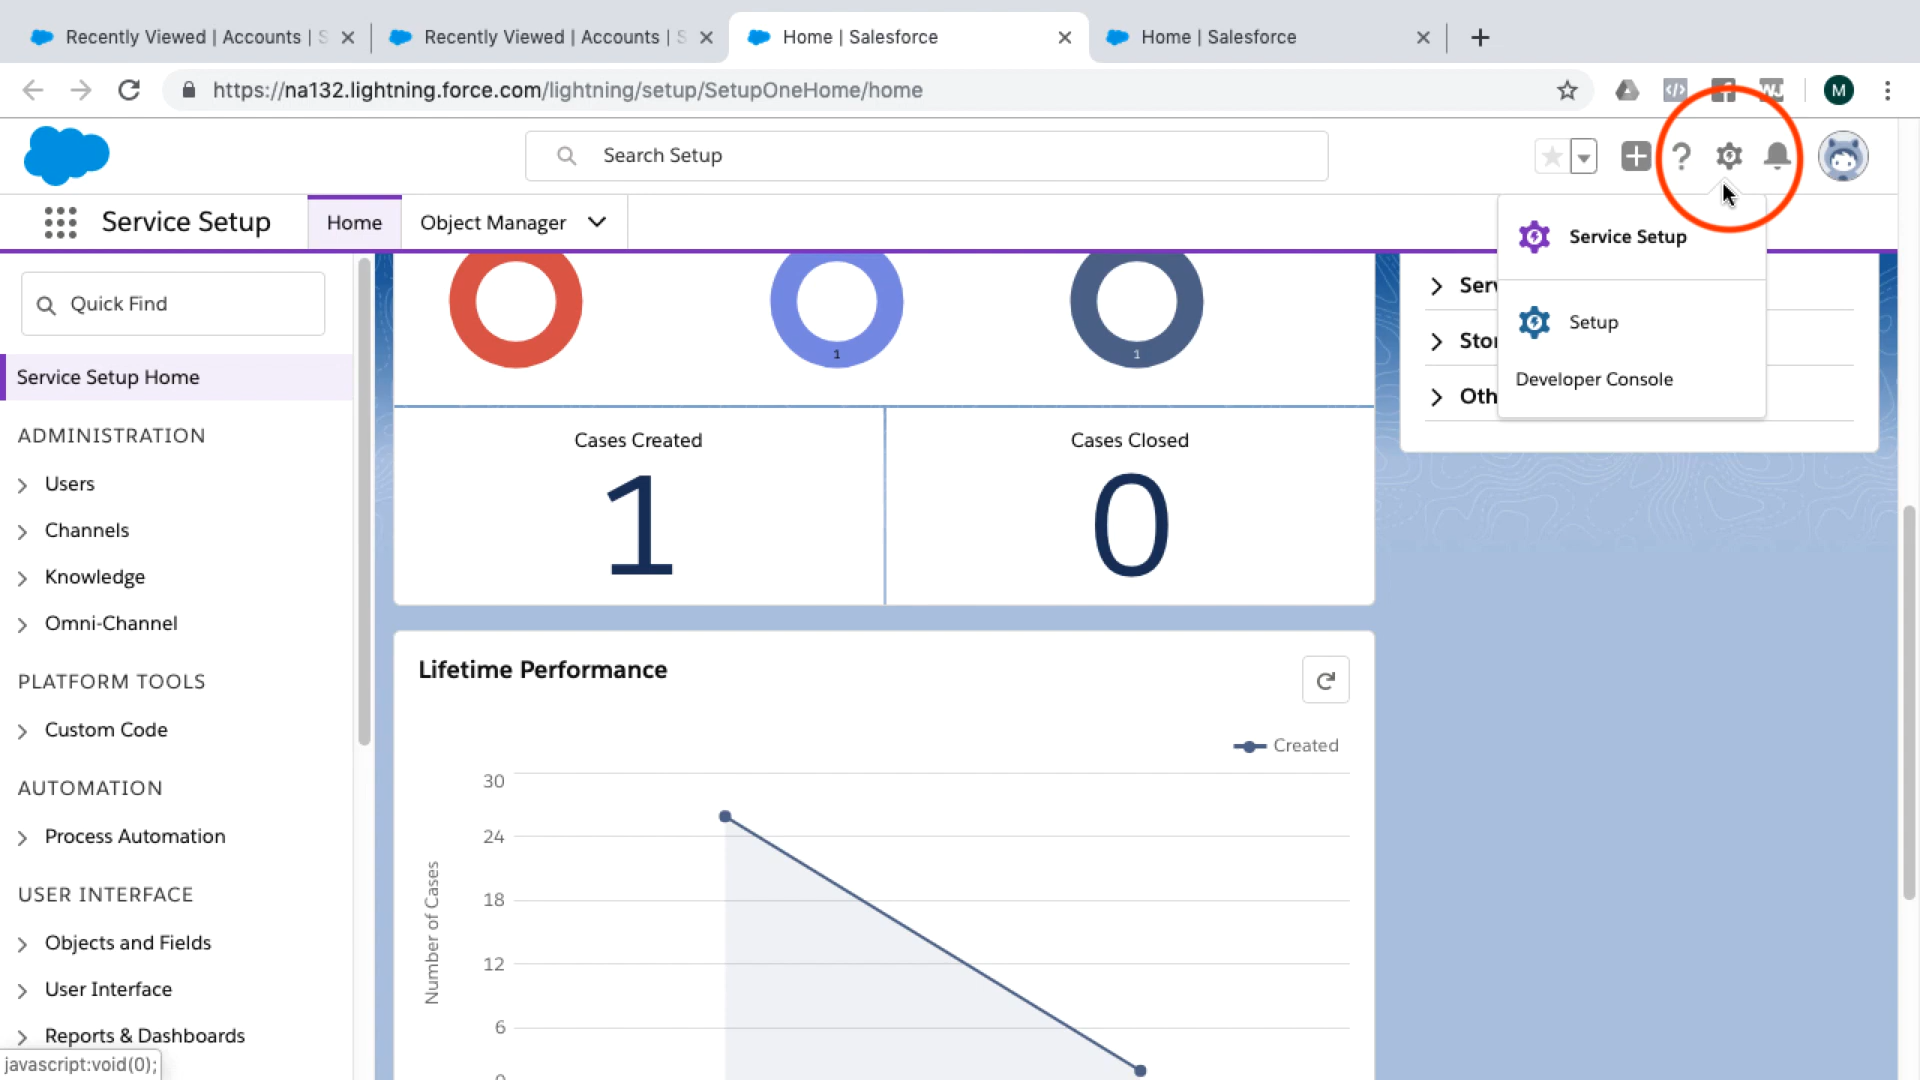 Recently Viewed | Accounts | S
Recently Viewed | Accounts | S
Home | Salesforce
Home | Salesforce
https://na132.lightning.force.com/lightning/setup/SetupOneHome/home
M
Search Setup
Service Setup
Home
Object Manager
Service Setup
Setup
Developer Console
Quick Find
Service Setup Home
ADMINISTRATION
Users
Channels
Knowledge
Omni-Channel
PLATFORM TOOLS
Custom Code
AUTOMATION
Process Automation
USER INTERFACE
Objects and Fields
User Interface
Reports & Dashboards
javascript:void(0);
1
1
Cases Created
1
Cases Closed
0
Serv
Stor
Oth
Lifetime Performance
Created
30
24
18
12
6
0
Number of Cases